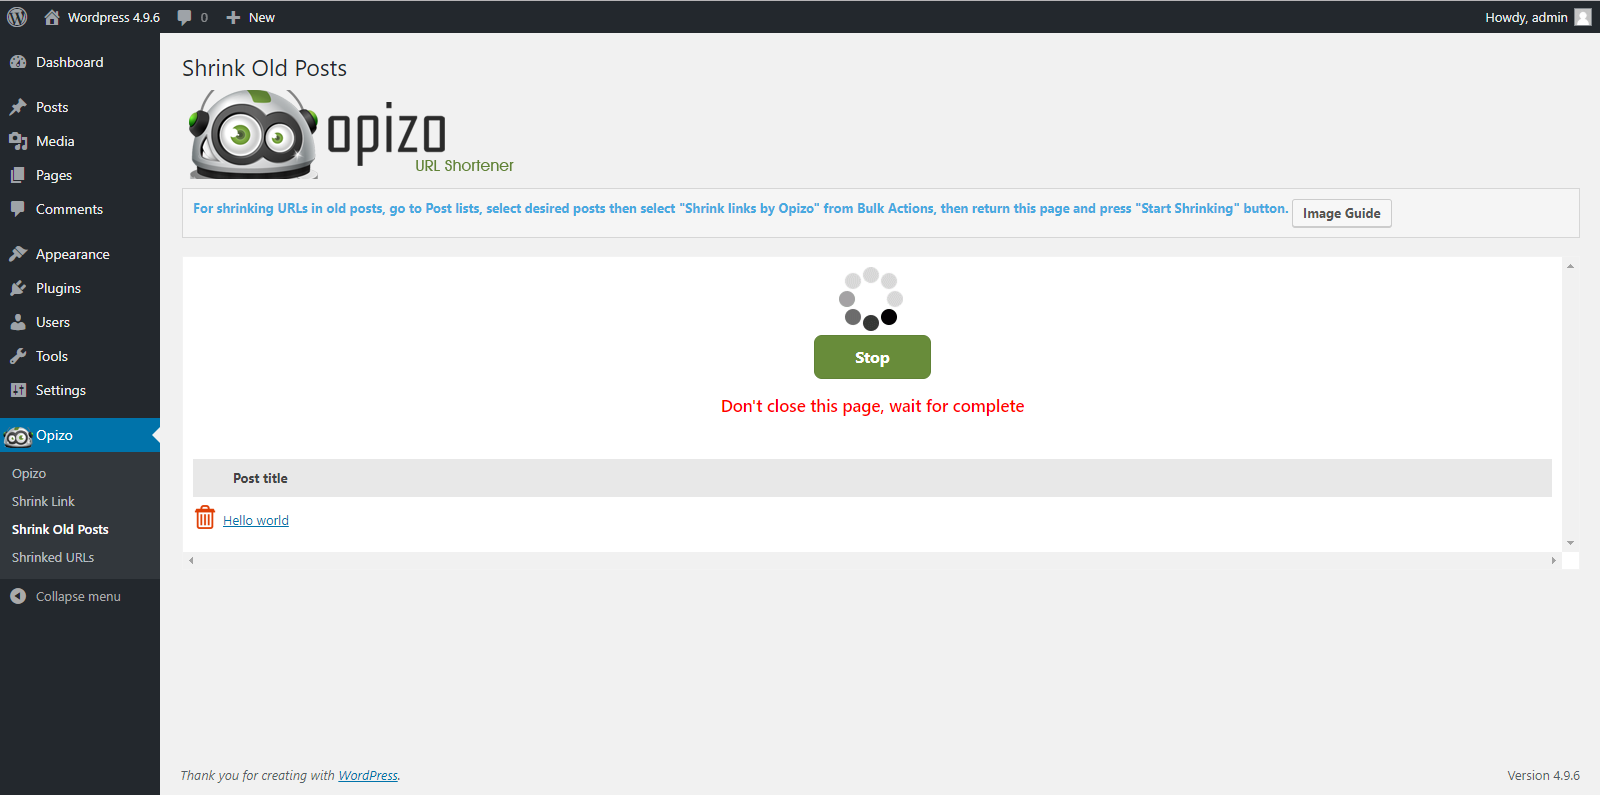 Wordpress 4.9.6
0
New
Howdy, admin
Dashboard
Posts
Media
Pages
Comments
Appearance
Plugins
Users
Tools
Settings
Opizo
Opizo
Shrink Link
Shrink Old Posts
Shrinked URLs
Collapse menu
Shrink Old Posts
opizo
URL Shortener
For shrinking URLs in old posts, go to Post lists, select desired posts then select "Shrink links by Opizo" from Bulk Actions, then return this page and press "Start Shrinking" button.
Image Guide
Stop
Don't close this page, wait for complete
Post title
Hello world
Thank you for creating with WordPress.
Version 4.9.6